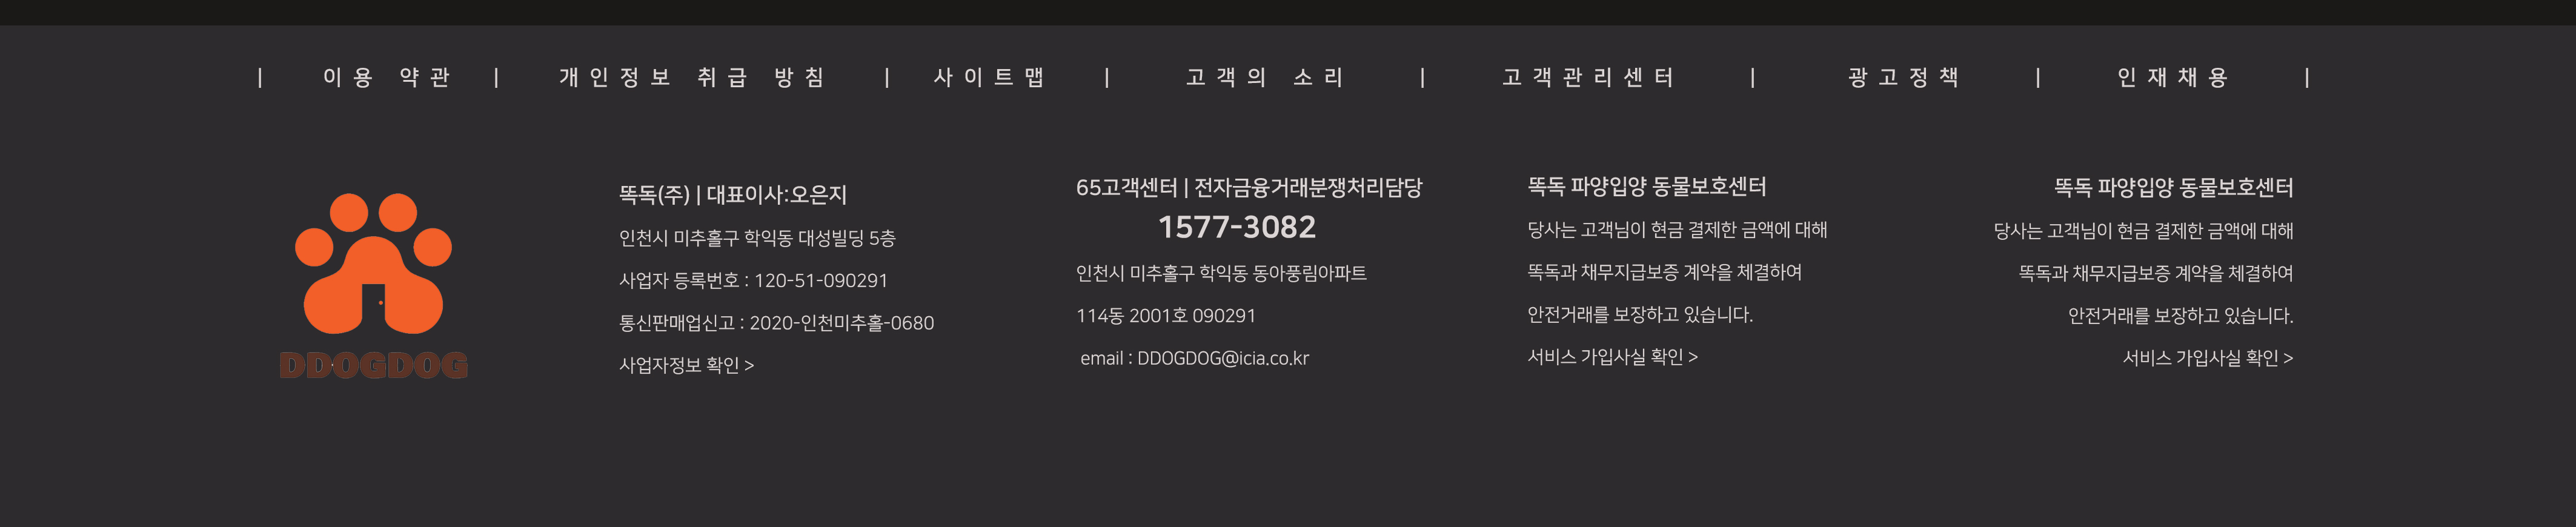 | 이용 약관 | 개인정보 취급 방침 | 사이트맵 | 고객의 소리 | 고객관리센터 | 광고정책 | 인재채용 |
DDOGDOG
똑독(주) | 대표이사:오은지
인천시 미추홀구 학익동 대성빌딩 5층
사업자 등록번호 : 120-51-090291
통신판매업신고 : 2020-인천미추홀-0680
사업자정보 확인 >
65고객센터 | 전자금융거래분쟁처리담당
1577-3082
인천시 미추홀구 학익동 동아풍림아파트
114동 2001호 090291
email : DDOGDOG@icia.co.kr
똑독 파양입양 동물보호센터
당사는 고객님이 현금 결제한 금액에 대해
똑독과 채무지급보증 계약을 체결하여
안전거래를 보장하고 있습니다.
서비스 가입사실 확인 >
똑독 파양입양 동물보호센터
당사는 고객님이 현금 결제한 금액에 대해
똑독과 채무지급보증 계약을 체결하여
안전거래를 보장하고 있습니다.
서비스 가입사실 확인 >